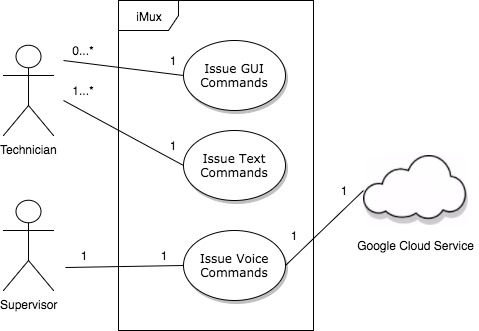 iMux
0...*
1
Issue GUI
Commands
1...*
Technician
1
Issue Text
Commands
1
Google Cloud Service
1
1
1
Issue Voice
Commands
Supervisor